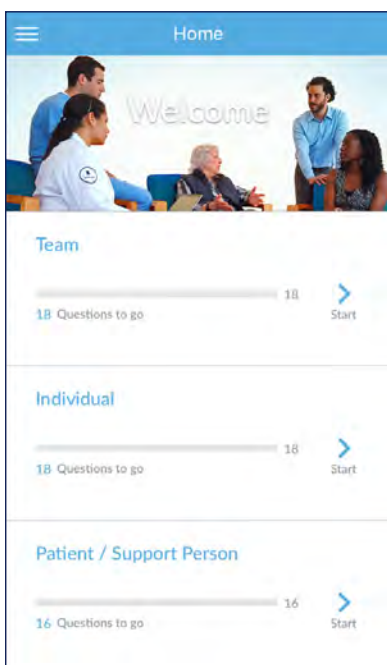 Home
Welcome
Team
18
18 Questions to go
Start
Individual
18
18 Questions to go
Start
Patient / Support Person
16
16 Questions to go
Start